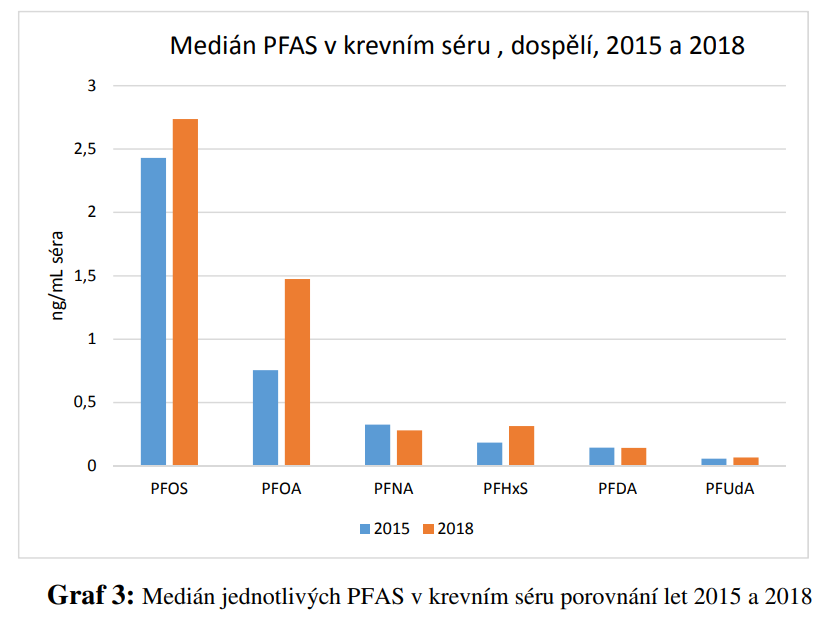 Medián PFAS v krevním séru , dospělí, 2015 a 2018
3
2,5
2
1,5
1
0,5
0
ng/mL séra
PFOS PFOA PFNA PFHxS PFDA PFUdA
2015 2018
Graf 3: Medián jednotlivých PFAS v krevním séru porovnání let 2015 a 2018